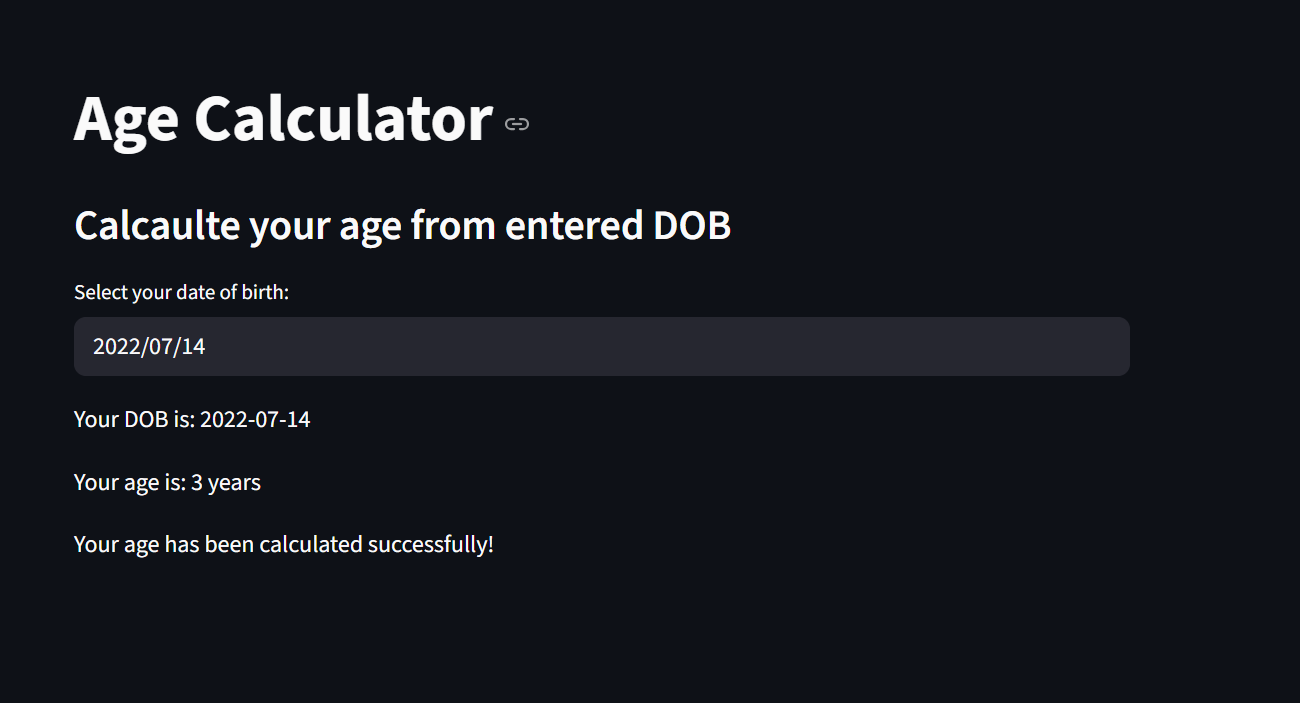 Age Calculator
Calcaulte your age from entered DOB
Select your date of birth:
2022/07/14
Your DOB is: 2022-07-14
Your age is: 3 years
Your age has been calculated successfully!